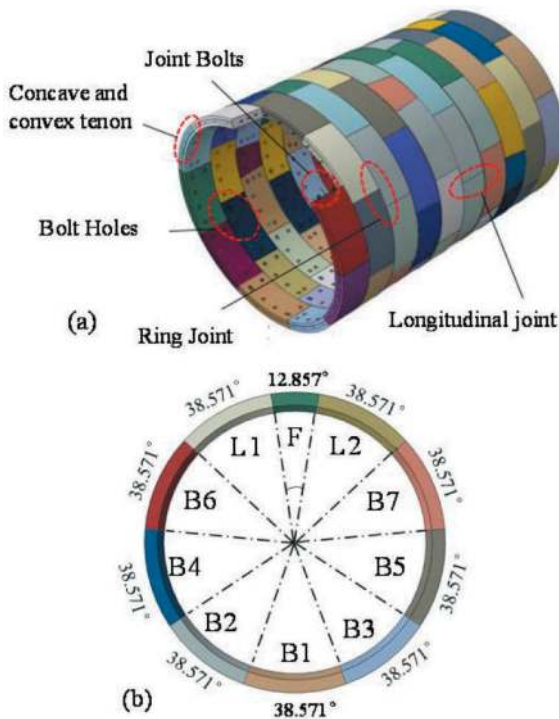 Joint Bolts
Concave and
convex tenon
Bolt Holes
(a)
Ring Joint
Longitudinal joint
12.857°
38.571°
38.571°
L1
F
L2
38.571°
38.571°
B6
B7
B4
B5
38.571°
38.571°
B2
B3
B1
38.571°
38.571°
(b)
38.571°